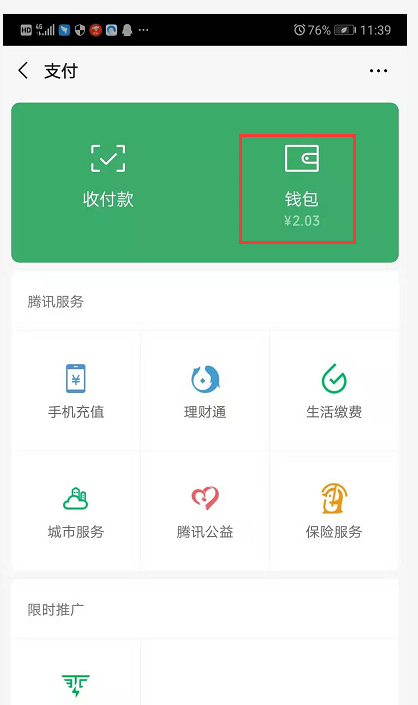 HD 4G 76% 11:39
支付
收付款 钱包
¥2.03
腾讯服务
手机充值 理财通 生活缴费
城市服务 腾讯公益 保险服务
限时推广